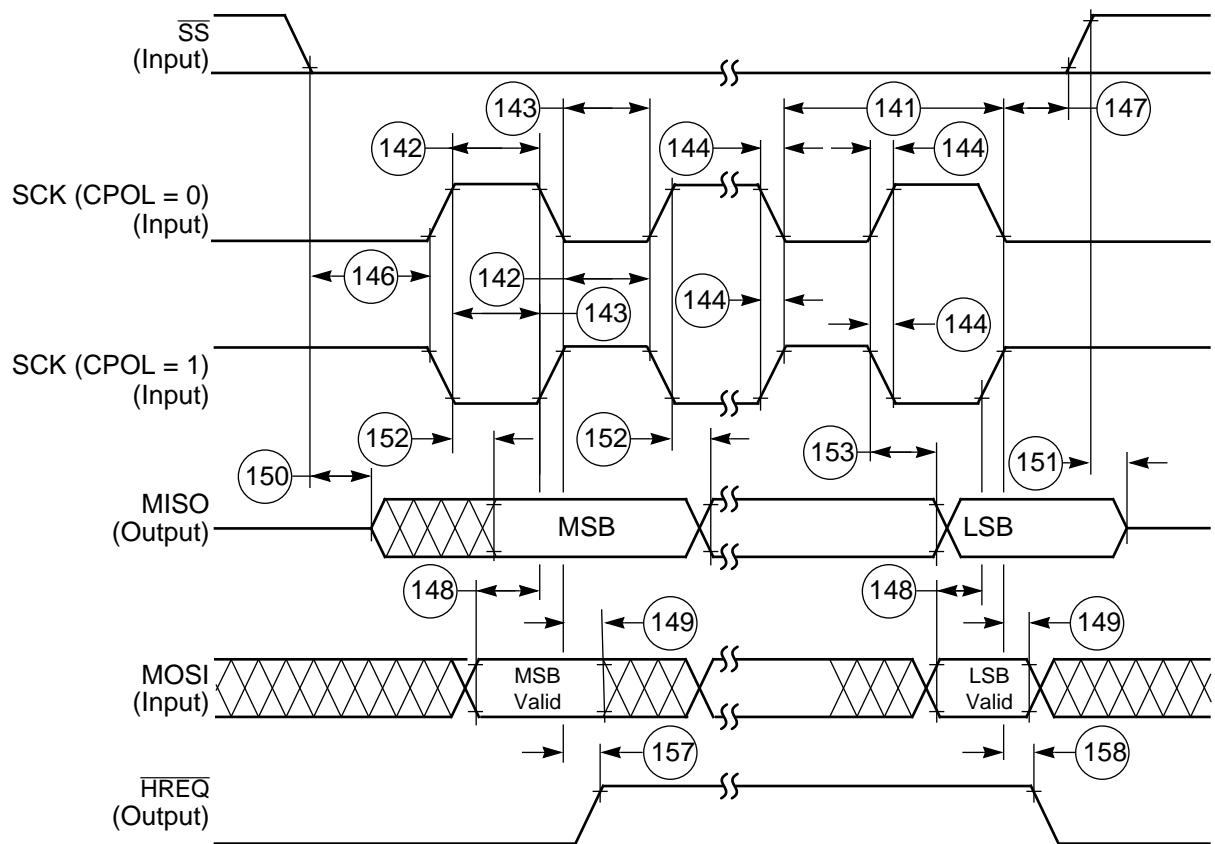 SS
(Input)
143
141
147
142
144
144
SCK (CPOL = 0)
(Input)
146
142
144
143
144
SCK (CPOL = 1)
(Input)
152
152
153
150
151
MISO
(Output)
MSB
LSB
148
148
149
149
MOSI
(Input)
MSB
Valid
LSB
Valid
157
158
HREQ
(Output)